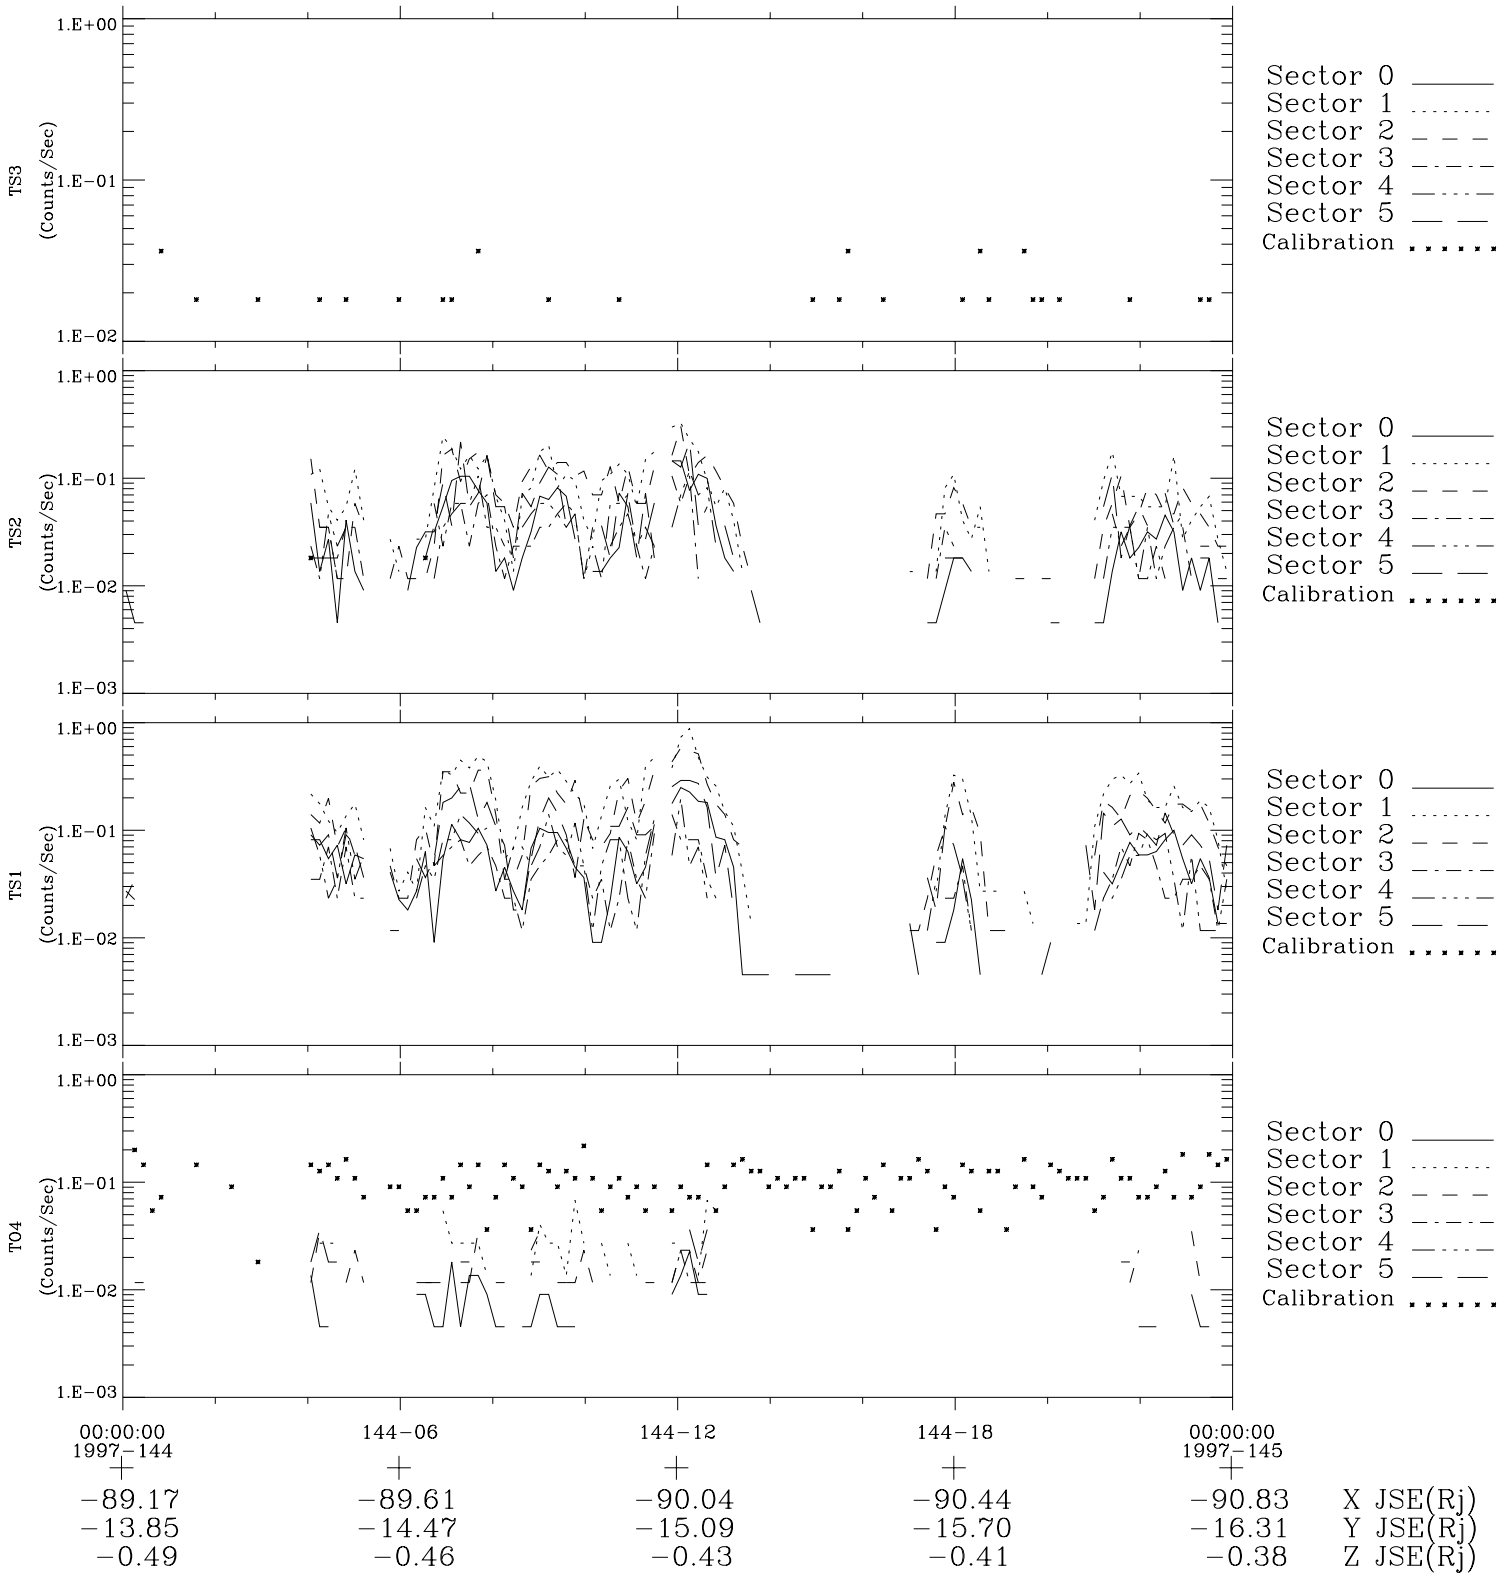 1.E+00
1.E-01
1.E-02
TS3
(Counts/Sec)
Sector 0
Sector 1
Sector 2
Sector 3
Sector 4
Sector 5
Calibration
1.E+00
1.E-01
1.E-02
1.E-03
TS2
(Counts/Sec)
Sector 0
Sector 1
Sector 2
Sector 3
Sector 4
Sector 5
Calibration
1.E+00
1.E-01
1.E-02
1.E-03
TS1
(Counts/Sec)
Sector 0
Sector 1
Sector 2
Sector 3
Sector 4
Sector 5
Calibration
1.E+00
1.E-01
1.E-02
1.E-03
TO4
(Counts/Sec)
Sector 0
Sector 1
Sector 2
Sector 3
Sector 4
Sector 5
Calibration
00:00:00 144-06 144-12 144-18 00:00:00
1997-144 1997-145
-89.17 -89.61 -90.04 -90.44 -90.83 X JSE(Rj)
-13.85 -14.47 -15.09 -15.70 -16.31 Y JSE(Rj)
-0.49 -0.46 -0.43 -0.41 -0.38 Z JSE(Rj)